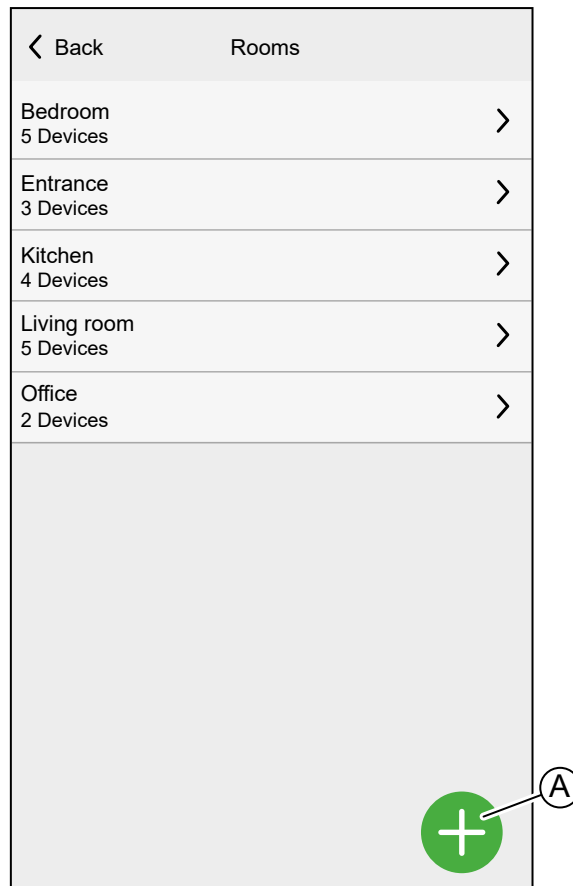 Back
Rooms
Bedroom
5 Devices
Entrance
3 Devices
Kitchen
4 Devices
Living room
5 Devices
Office
2 Devices
A